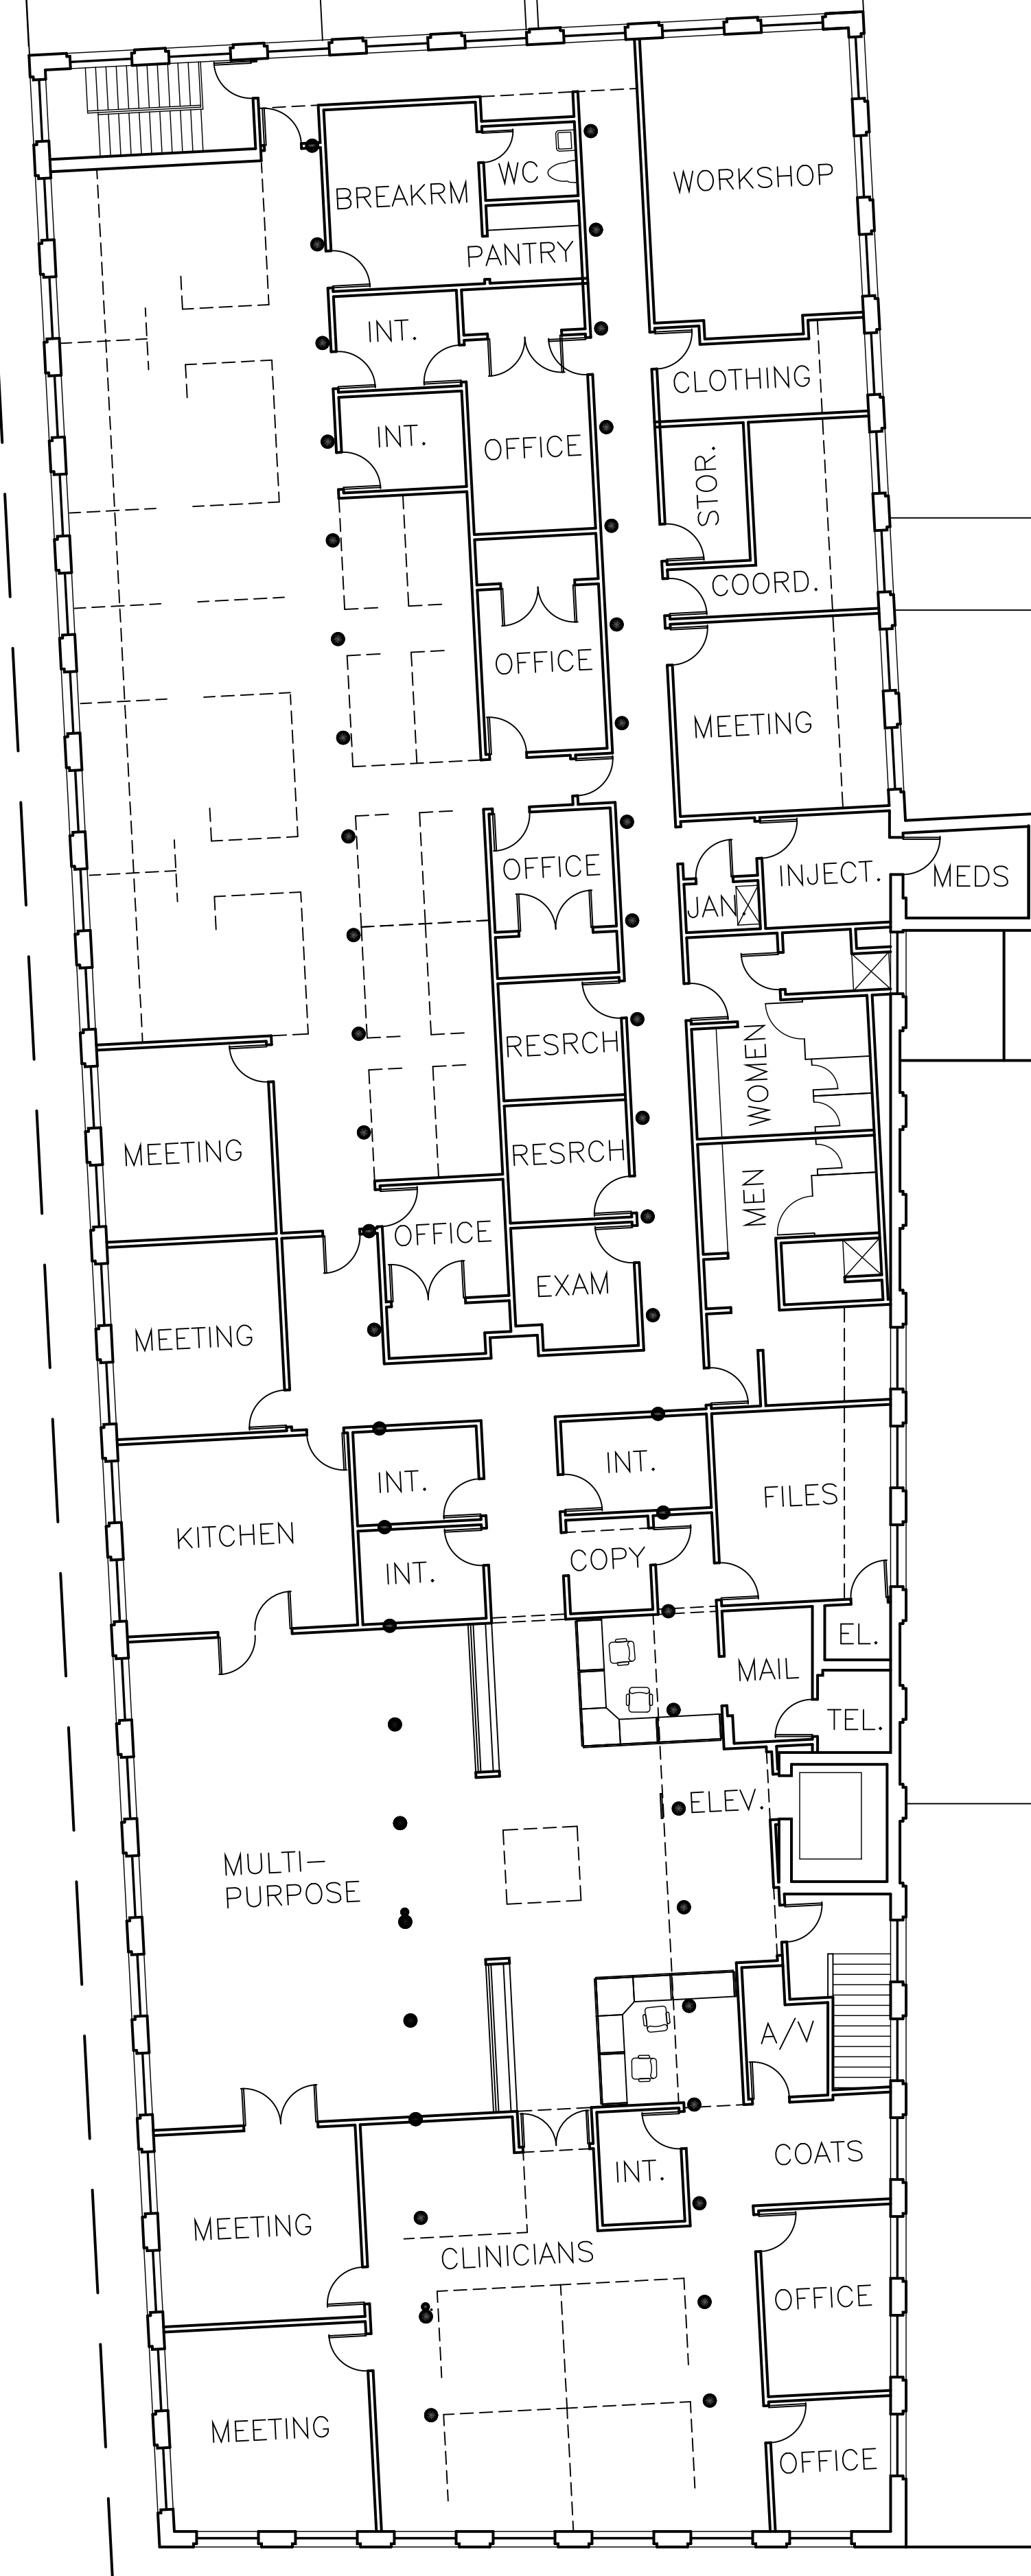 WORKSHOP
WC
BREAKRM
PANTRY
INT.
CLOTHING
INT.
OFFICE
STOR.
COORD.
OFFICE
MEETING
OFFICE
JAN.
INJECT.
MEDS
RESRCH
WOMEN
MEETING
RESRCH
MEN
OFFICE
EXAM
MEETING
INT.
INT.
FILES
KITCHEN
INT.
COPY
EL.
MAIL
TEL.
ELEV.
MULTI-
PURPOSE
A/V
COATS
INT.
MEETING
CLINICIANS
OFFICE
MEETING
OFFICE